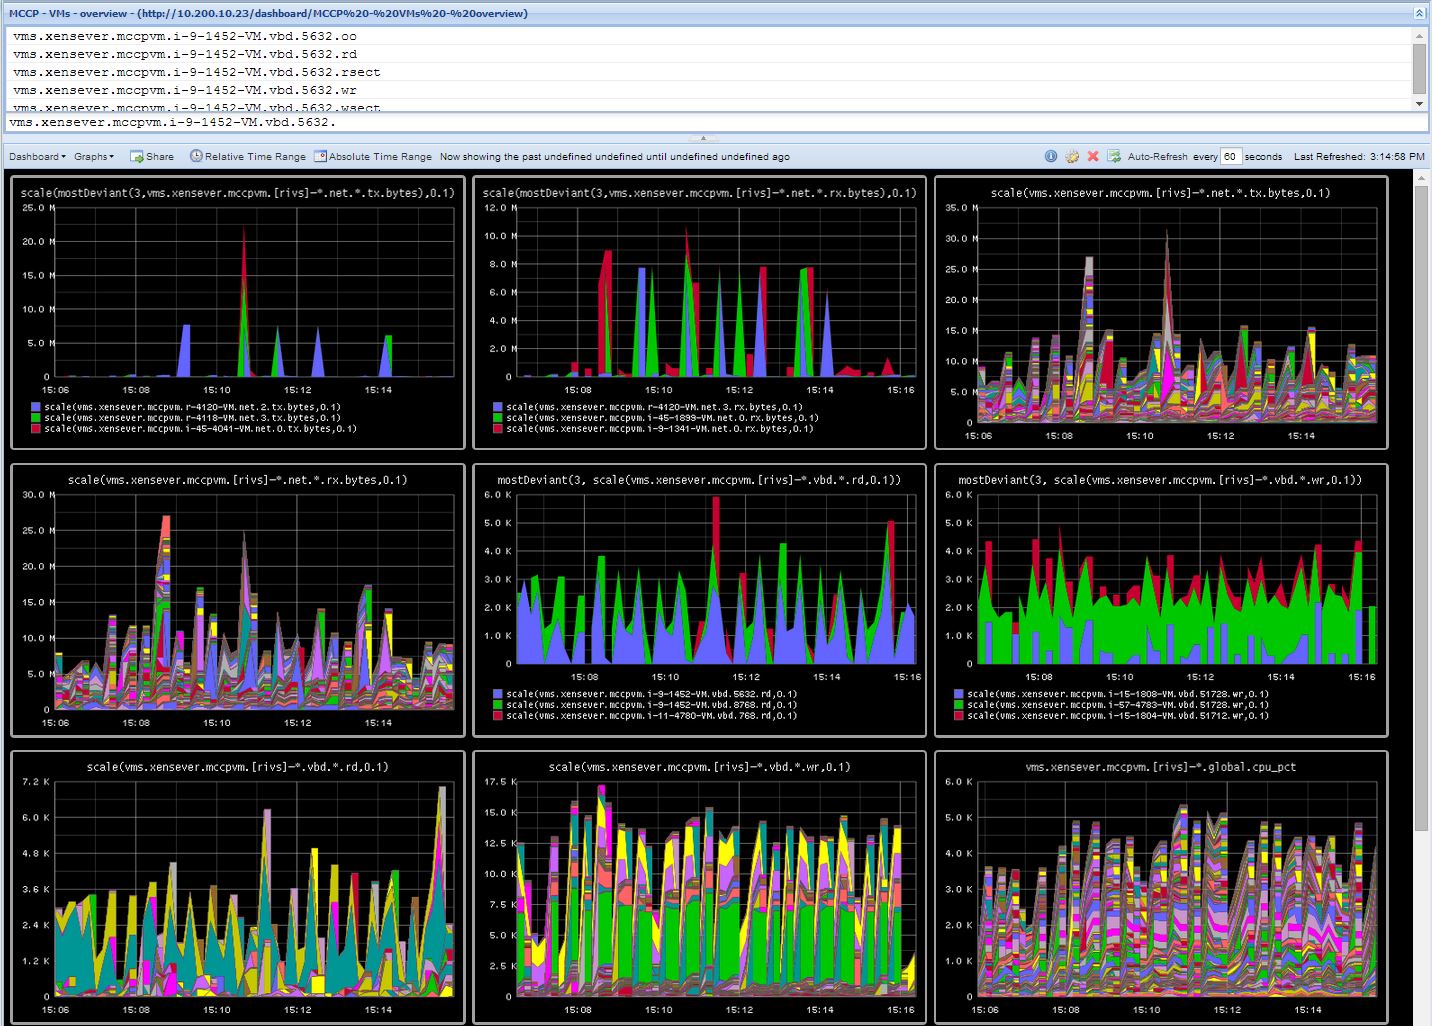 MCCP - VMs - overview - (http://10.200.10.23/dashboard/MCCP%20-%20VMs%20-%20overview)
vms.xensever.mccpvm.i-9-1452-VM.vbd.5632.oo
vms.xensever.mccpvm.i-9-1452-VM.vbd.5632.rd
vms.xensever.mccpvm.i-9-1452-VM.vbd.5632.rsect
vms.xensever.mccpvm.i-9-1452-VM.vbd.5632.wr
vms.xensever.mccpvm.i-9-1452-VM.vbd.5632.wsect
vms.xensever.mccpvm.i-9-1452-VM.vbd.5632.
Dashboard Graphs Share Relative Time Range Absolute Time Range Now showing the past undefined undefined until undefined undefined ago Auto-Refresh every 60 seconds Last Refreshed: 3:14:58 PM
scale(mostDeviant(3,vms.xensever.mccpvm.[rivs]-*.net.*.tx.bytes),0.1)
25.0 M
20.0 M
15.0 M
10.0 M
5.0 M
0
15:06 15:08 15:10 15:12 15:14
scale(vms.xensever.mccpvm.r-4120-VM.net.2.tx.bytes,0.1)
scale(vms.xensever.mccpvm.r-4118-VM.net.3.tx.bytes,0.1)
scale(vms.xensever.mccpvm.i-45-4041-VM.net.0.tx.bytes,0.1)
scale(mostDeviant(3,vms.xensever.mccpvm.[rivs]-*.net.*.rx.bytes),0.1)
12.0 M
10.0 M
8.0 M
6.0 M
4.0 M
2.0 M
0
15:08 15:10 15:12 15:14 15:16
scale(vms.xensever.mccpvm.r-4120-VM.net.3.rx.bytes,0.1)
scale(vms.xensever.mccpvm.i-45-1899-VM.net.0.rx.bytes,0.1)
scale(vms.xensever.mccpvm.i-9-1341-VM.net.0.rx.bytes,0.1)
scale(vms.xensever.mccpvm.[rivs]-*.net.*.tx.bytes,0.1)
35.0 M
30.0 M
25.0 M
20.0 M
15.0 M
10.0 M
5.0 M
0
15:06 15:08 15:10 15:12 15:14
scale(vms.xensever.mccpvm.[rivs]-*.net.*.rx.bytes,0.1)
30.0 M
25.0 M
20.0 M
15.0 M
10.0 M
5.0 M
0
15:06 15:08 15:10 15:12 15:14
mostDeviant(3, scale(vms.xensever.mccpvm.[rivs]-*.vbd.*.rd,0.1))
6.0 K
5.0 K
4.0 K
3.0 K
2.0 K
1.0 K
0
15:08 15:10 15:12 15:14 15:16
scale(vms.xensever.mccpvm.i-9-1452-VM.vbd.5632.rd,0.1)
scale(vms.xensever.mccpvm.i-9-1452-VM.vbd.8768.rd,0.1)
scale(vms.xensever.mccpvm.i-11-4780-VM.vbd.768.rd,0.1)
mostDeviant(3, scale(vms.xensever.mccpvm.[rivs]-*.vbd.*.wr,0.1))
6.0 K
5.0 K
4.0 K
3.0 K
2.0 K
1.0 K
0
15:08 15:10 15:12 15:14 15:16
scale(vms.xensever.mccpvm.i-15-1808-VM.vbd.51728.wr,0.1)
scale(vms.xensever.mccpvm.i-57-4783-VM.vbd.51728.wr,0.1)
scale(vms.xensever.mccpvm.i-15-1804-VM.vbd.51712.wr,0.1)
scale(vms.xensever.mccpvm.[rivs]-*.vbd.*.rd,0.1)
7.2 K
6.0 K
4.8 K
3.6 K
2.4 K
1.2 K
0
15:06 15:08 15:10 15:12 15:14
scale(vms.xensever.mccpvm.[rivs]-*.vbd.*.wr,0.1)
17.5 K
15.0 K
12.5 K
10.0 K
7.5 K
5.0 K
2.5 K
0
15:08 15:10 15:12 15:14 15:16
vms.xensever.mccpvm.[rivs]-*.global.cpu_pct
6.0 K
5.0 K
4.0 K
3.0 K
2.0 K
1.0 K
0
15:06 15:08 15:10 15:12 15:14